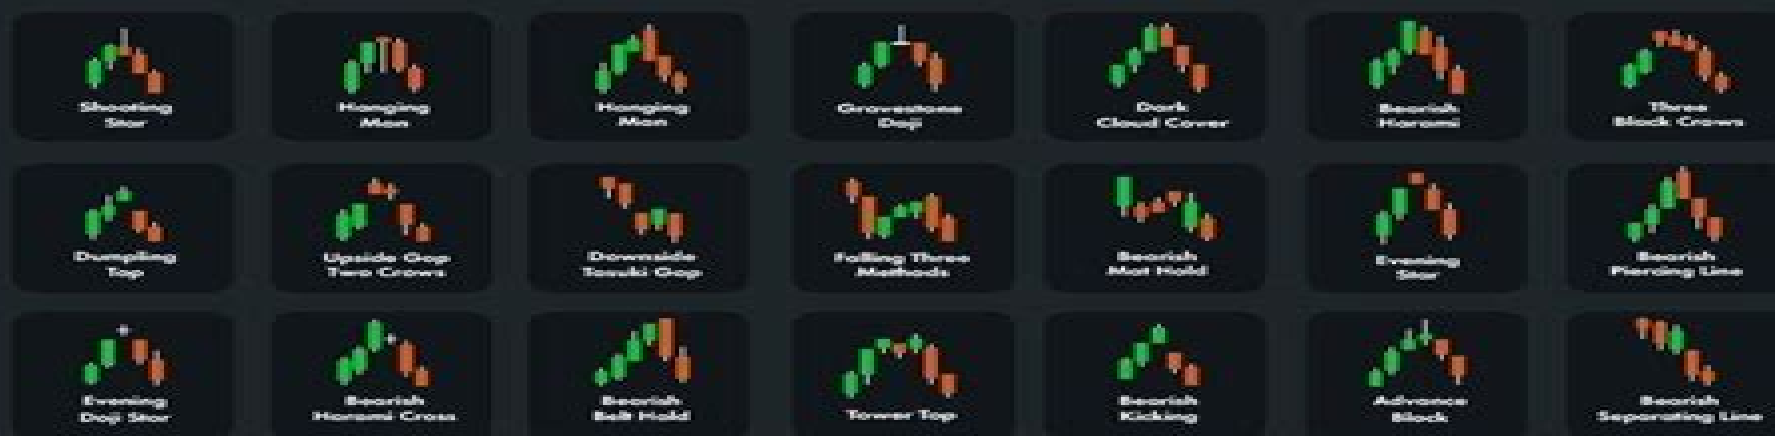 Shooting
Star
Hanging
Man
Hanging
Man
Gravestone
Doji
Dark
Cloud Cover
Bearish
Harami
Three
Black Crows
Dumpling
Top
Upside Gap
Two Crows
Downside
Tasuki Gap
Falling Three
Methods
Bearish
Mat Hold
Evening
Star
Bearish
Piercing Line
Evening
Doji Star
Bearish
Harami Cross
Bearish
Belt Hold
Tower Top
Bearish
Kicking
Advance
Block
Bearish
Separating Line